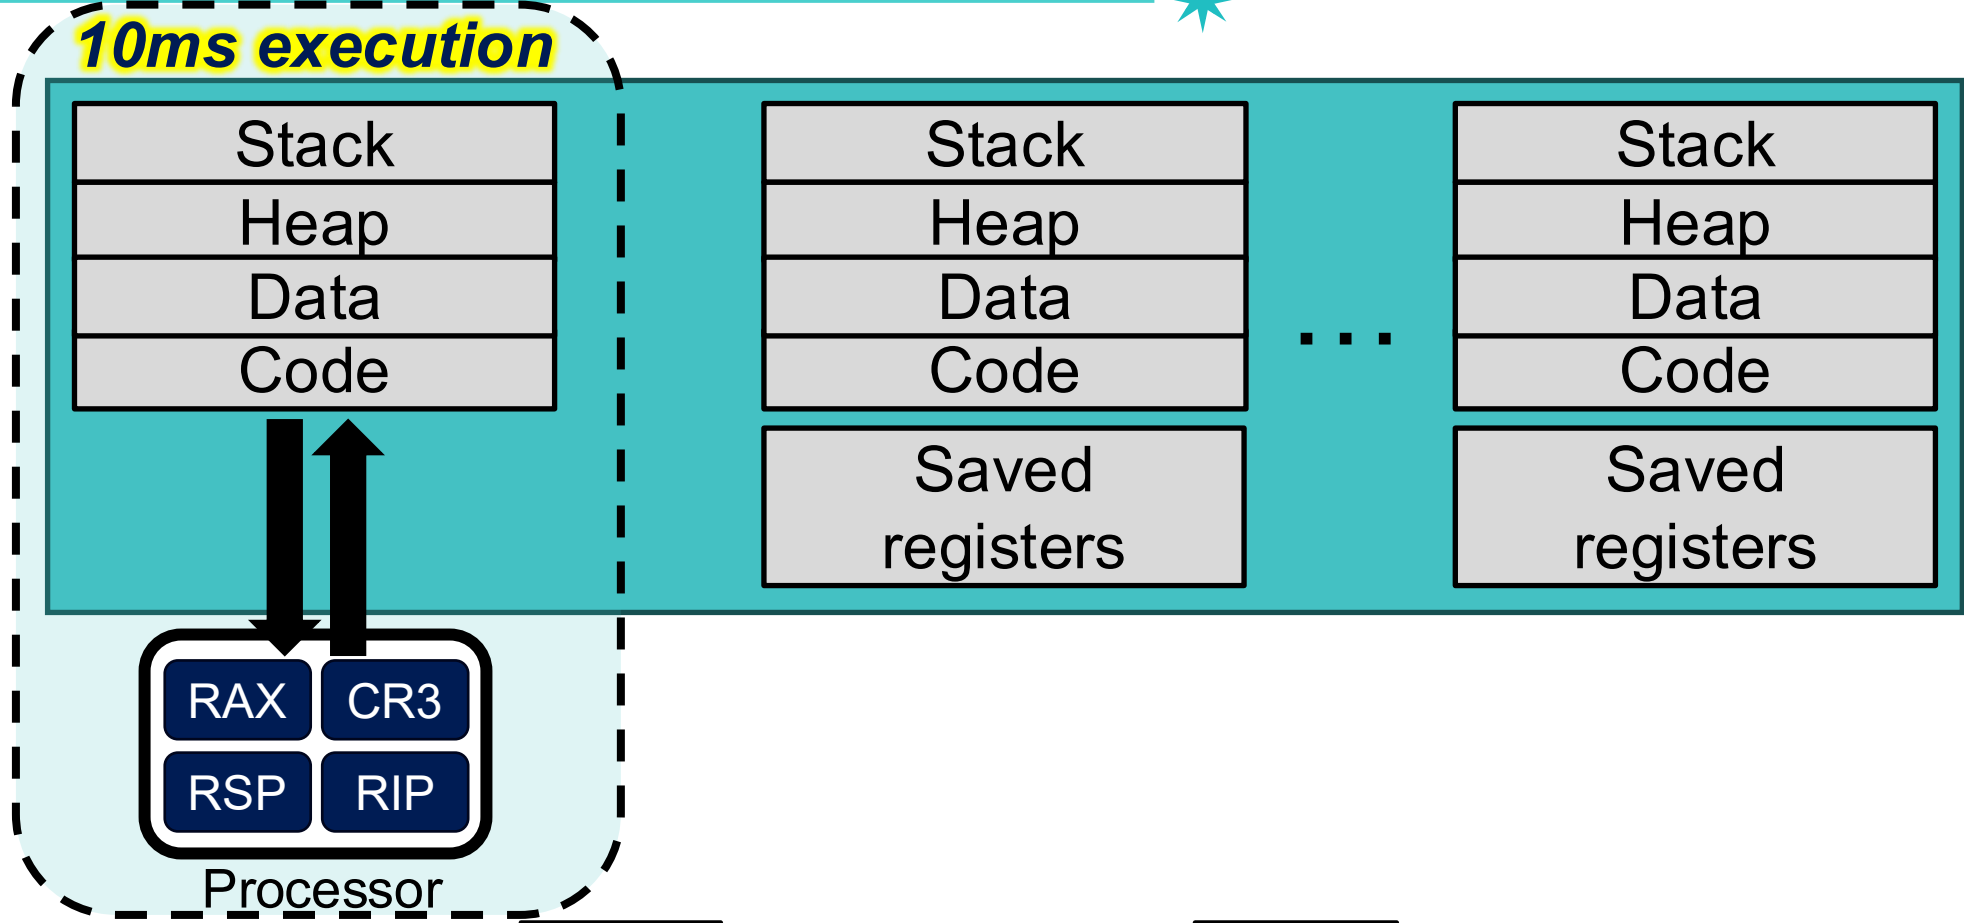 10ms execution
Stack
Heap
Data
Code
Stack
Heap
Data
Code
Saved
registers
...
Stack
Heap
Data
Code
Saved
registers
RAX
CR3
RSP
RIP
Processor